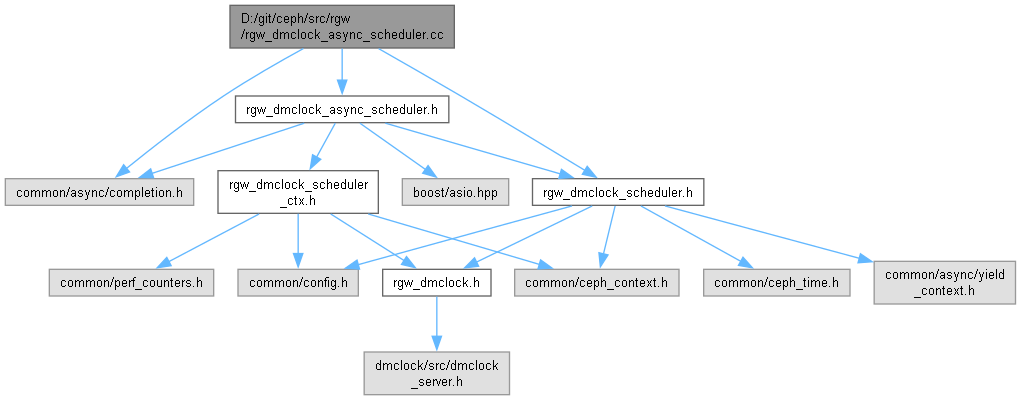 D:/git/ceph/src/rgw
/rgw_dmclock_async_scheduler.cc
rgw_dmclock_async_scheduler.h
common/async/completion.h
rgw_dmclock_scheduler
_ctx.h
boost/asio.hpp
rgw_dmclock_scheduler.h
common/perf_counters.h
common/config.h
rgw_dmclock.h
common/ceph_context.h
common/ceph_time.h
common/async/yield
_context.h
dmclock/src/dmclock
_server.h